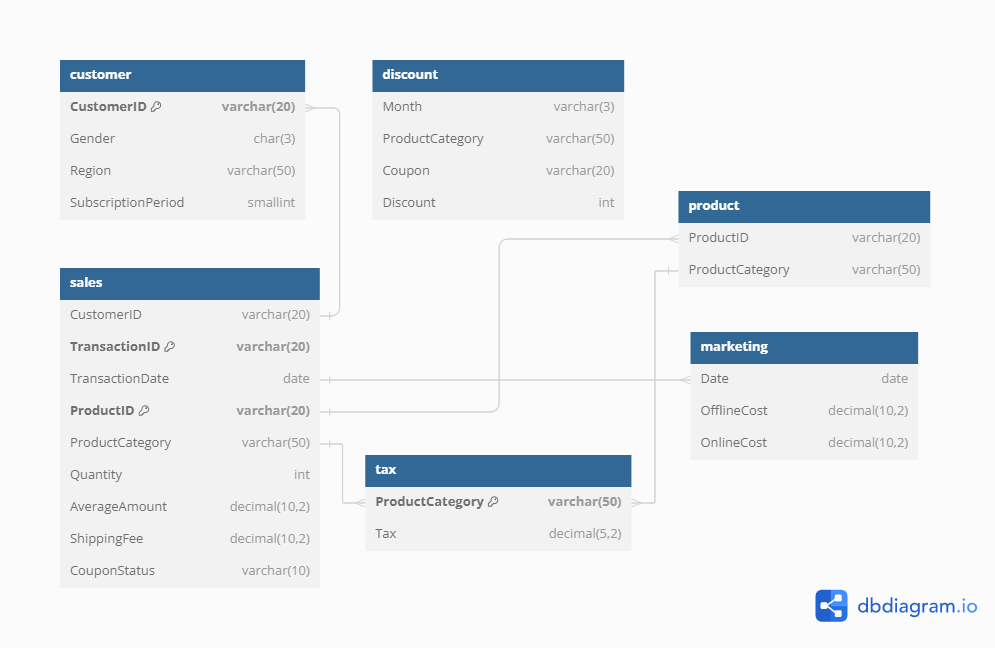 customer
CustomerID varchar(20)
Gender char(3)
Region varchar(50)
SubscriptionPeriod smallint
discount
Month varchar(3)
ProductCategory varchar(50)
Coupon varchar(20)
Discount int
product
ProductID varchar(20)
ProductCategory varchar(50)
sales
CustomerID varchar(20)
TransactionID varchar(20)
TransactionDate date
ProductID varchar(20)
ProductCategory varchar(50)
Quantity int
AverageAmount decimal(10,2)
ShippingFee decimal(10,2)
CouponStatus varchar(10)
marketing
Date date
OfflineCost decimal(10,2)
OnlineCost decimal(10,2)
tax
ProductCategory varchar(50)
Tax decimal(5,2)
dbdiagram.io